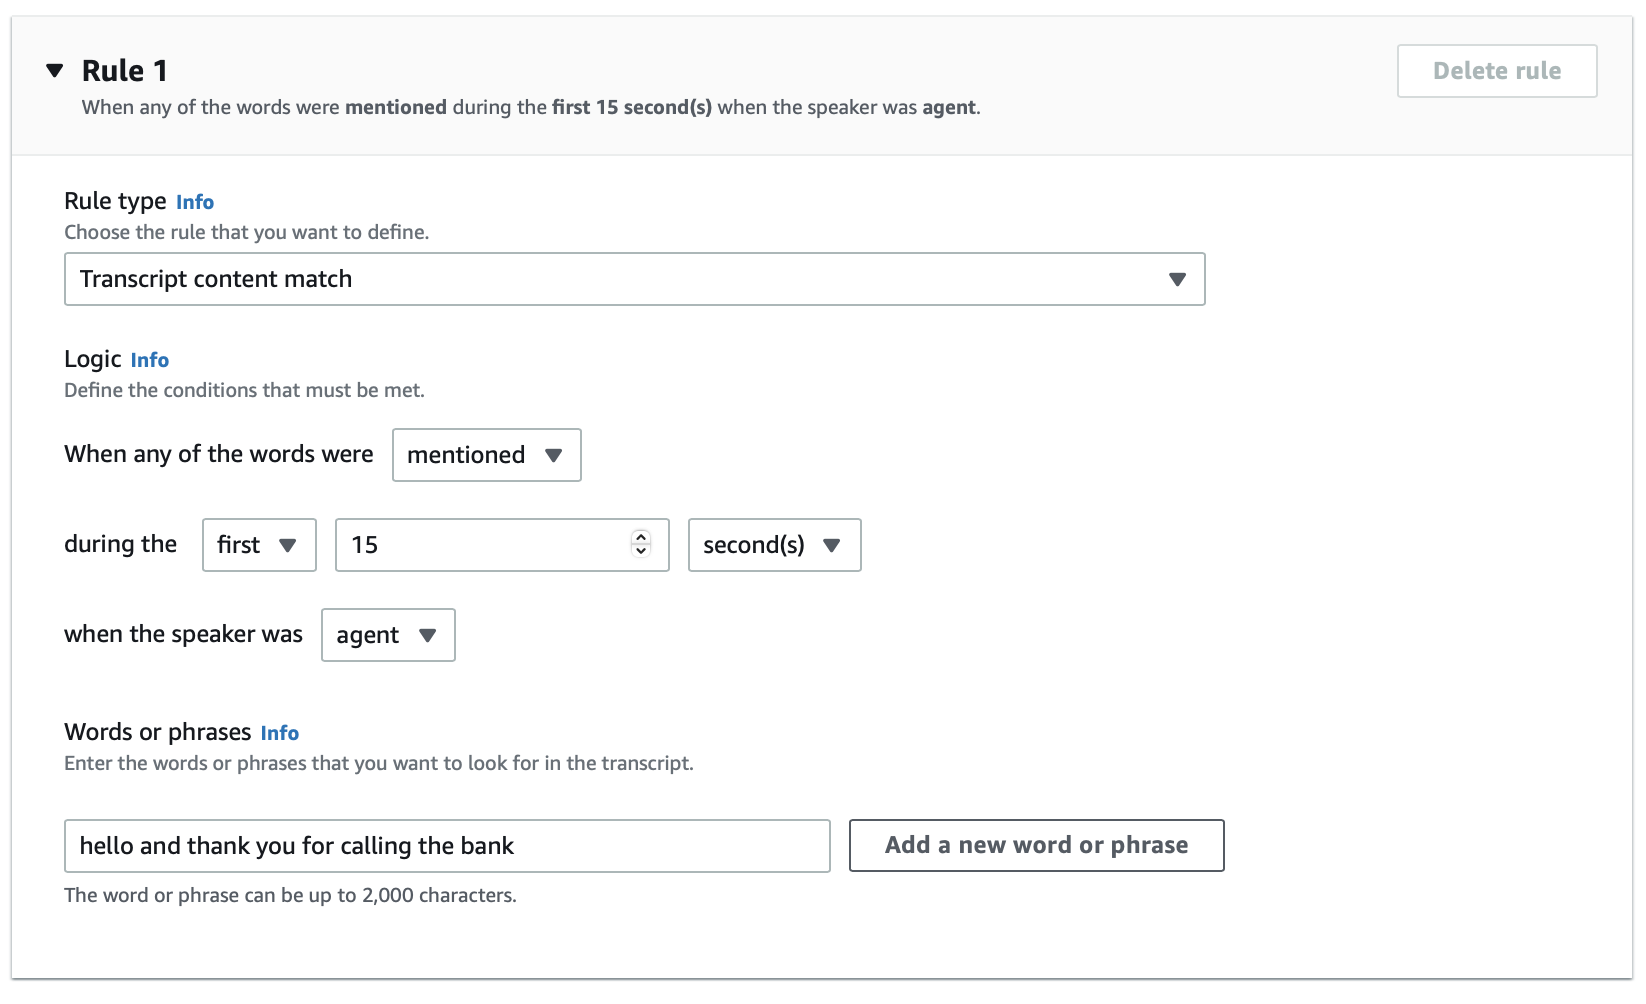 Rule 1
Delete rule
When any of the words were mentioned during the first 15 second(s) when the speaker was agent.
Rule type Info
Choose the rule that you want to define.
Transcript content match
Logic Info
Define the conditions that must be met.
When any of the words were mentioned
during the first 15 second(s)
when the speaker was agent
Words or phrases Info
Enter the words or phrases that you want to look for in the transcript.
hello and thank you for calling the bank
Add a new word or phrase
The word or phrase can be up to 2,000 characters.